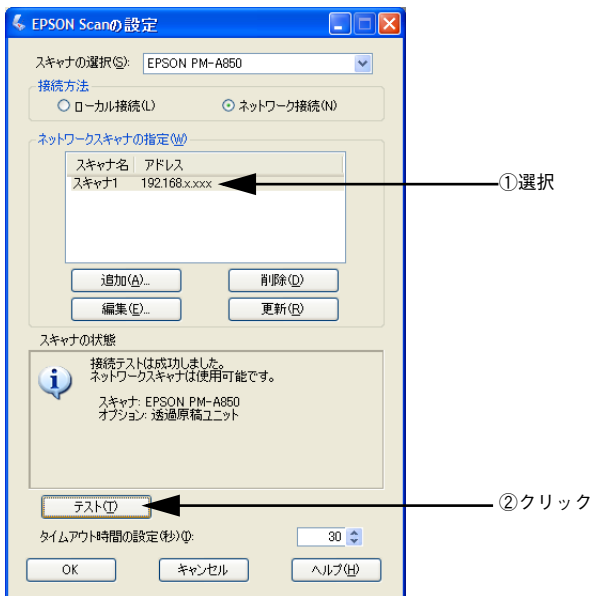 EPSON Scanの設定
スキャナの選択(S): EPSON PM-A850
接続方法
ローカル接続(L) ネットワーク接続(N)
ネットワークスキャナの指定(W)
スキャナ名 アドレス
スキャナ1 192.168.x.xxx
①選択
追加(A)... 削除(D)
編集(E)... 更新(R)
スキャナの状態
接続テストは成功しました。
ネットワークスキャナは使用可能です。
スキャナ: EPSON PM-A850
オプション: 透過原稿ユニット
テスト(T)
②クリック
タイムアウト時間の設定(秒)(I): 30
OK キャンセル ヘルプ(H)